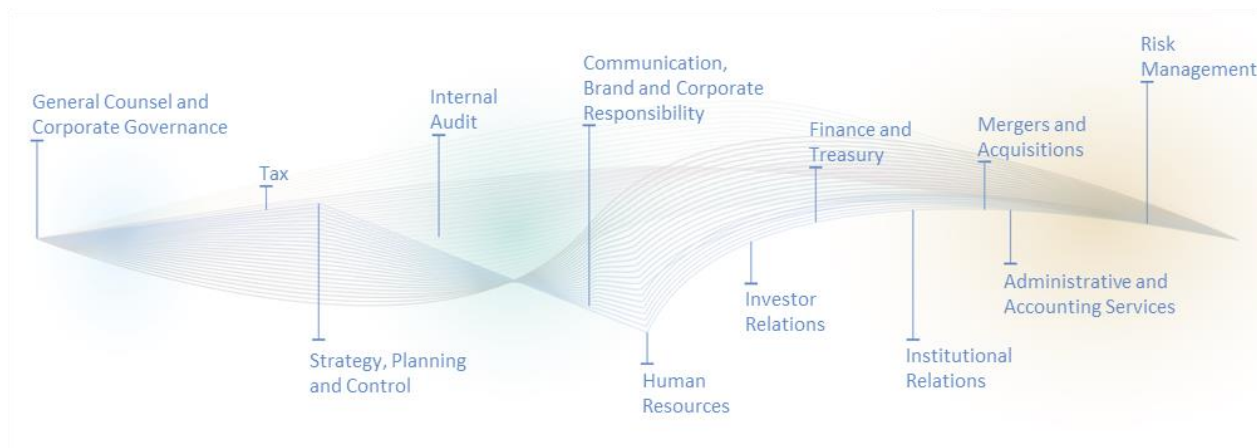 General Counsel and
Corporate Governance
Tax
Strategy, Planning
and Control
Internal
Audit
Communication,
Brand and Corporate
Responsibility
Human
Resources
Investor
Relations
Finance and
Treasury
Institutional
Relations
Mergers and
Acquisitions
Administrative and
Accounting Services
Risk
Management